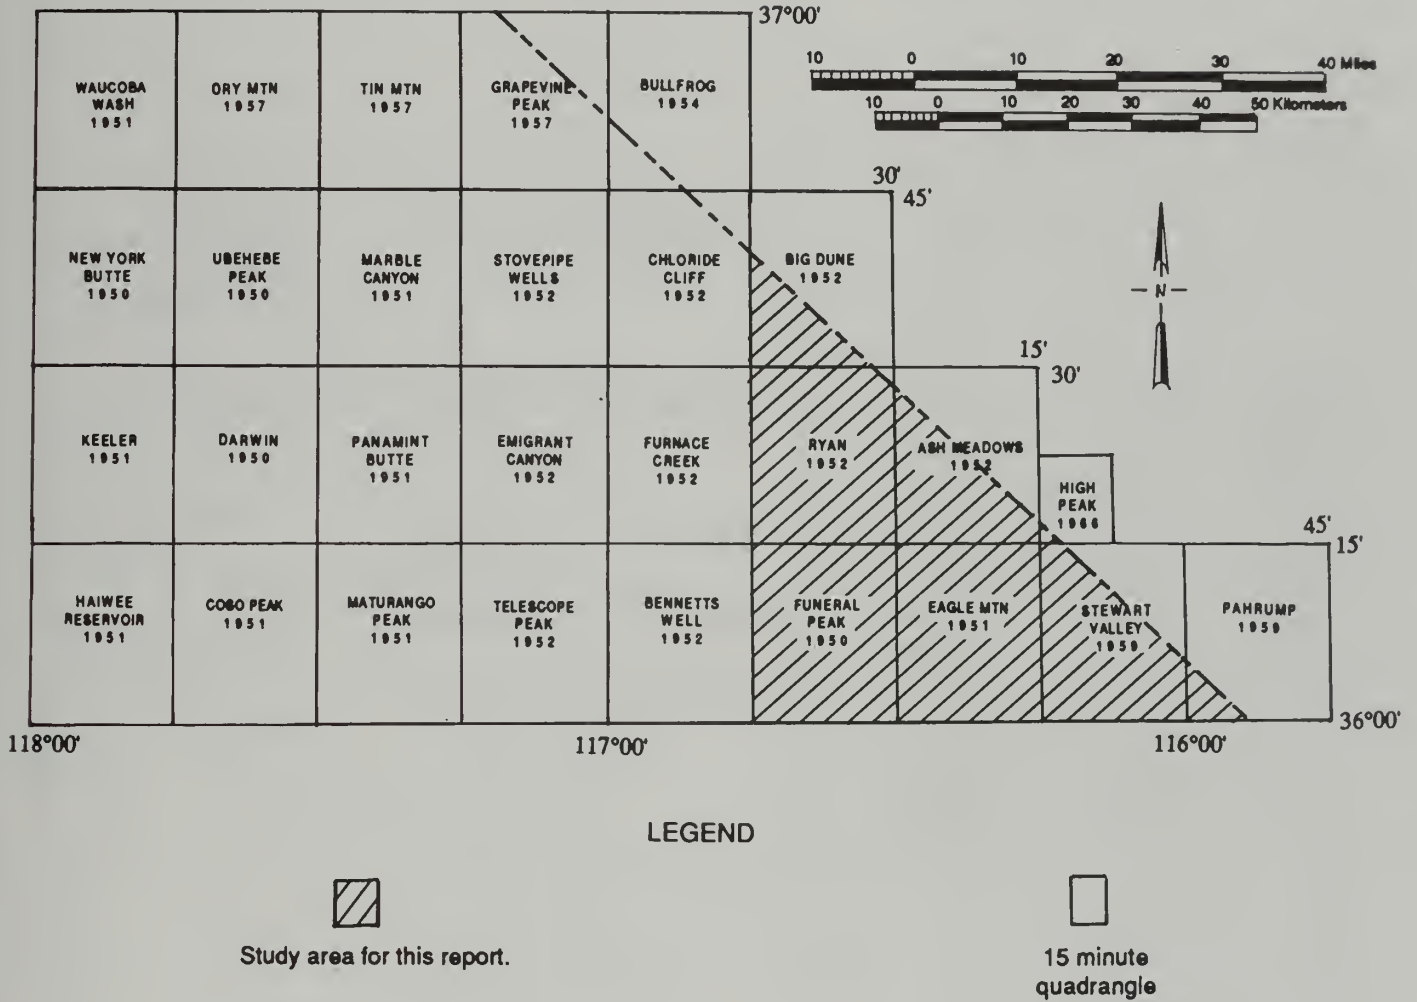 37°00'
10 0 10 20 30 40 Miles
10 0 10 20 30 40 50 Kilometers
WAUCOBA
WASH
1951
DRY MTN
1957
TIN MTN
1957
GRAPEVINE
PEAK
1957
BULLFROG
1954
30'
45'
NEW YORK
BUTTE
1950
UBEHEBE
PEAK
1950
MARBLE
CANYON
1951
STOVEPIPE
WELLS
1952
CHLORIDE
CLIFF
1952
BIG DUNE
1952
N
15'
30'
KEELER
1951
DARWIN
1950
PANAMINT
BUTTE
1951
EMIGRANT
CANYON
1952
FURNACE
CREEK
1952
RYAN
1952
ASH MEADOWS
1952
HIGH
PEAK
1966
45'
15'
HAIWEE
RESERVOIR
1951
COSO PEAK
1951
MATURANGO
PEAK
1951
TELESCOPE
PEAK
1952
BENNETTS
WELL
1952
FUNERAL
PEAK
1950
EAGLE MTN
1951
STEWART
VALLEY
1959
PAHRUMP
1959
36°00'
118°00' 117°00' 116°00'
LEGEND
Study area for this report.
15 minute
quadrangle